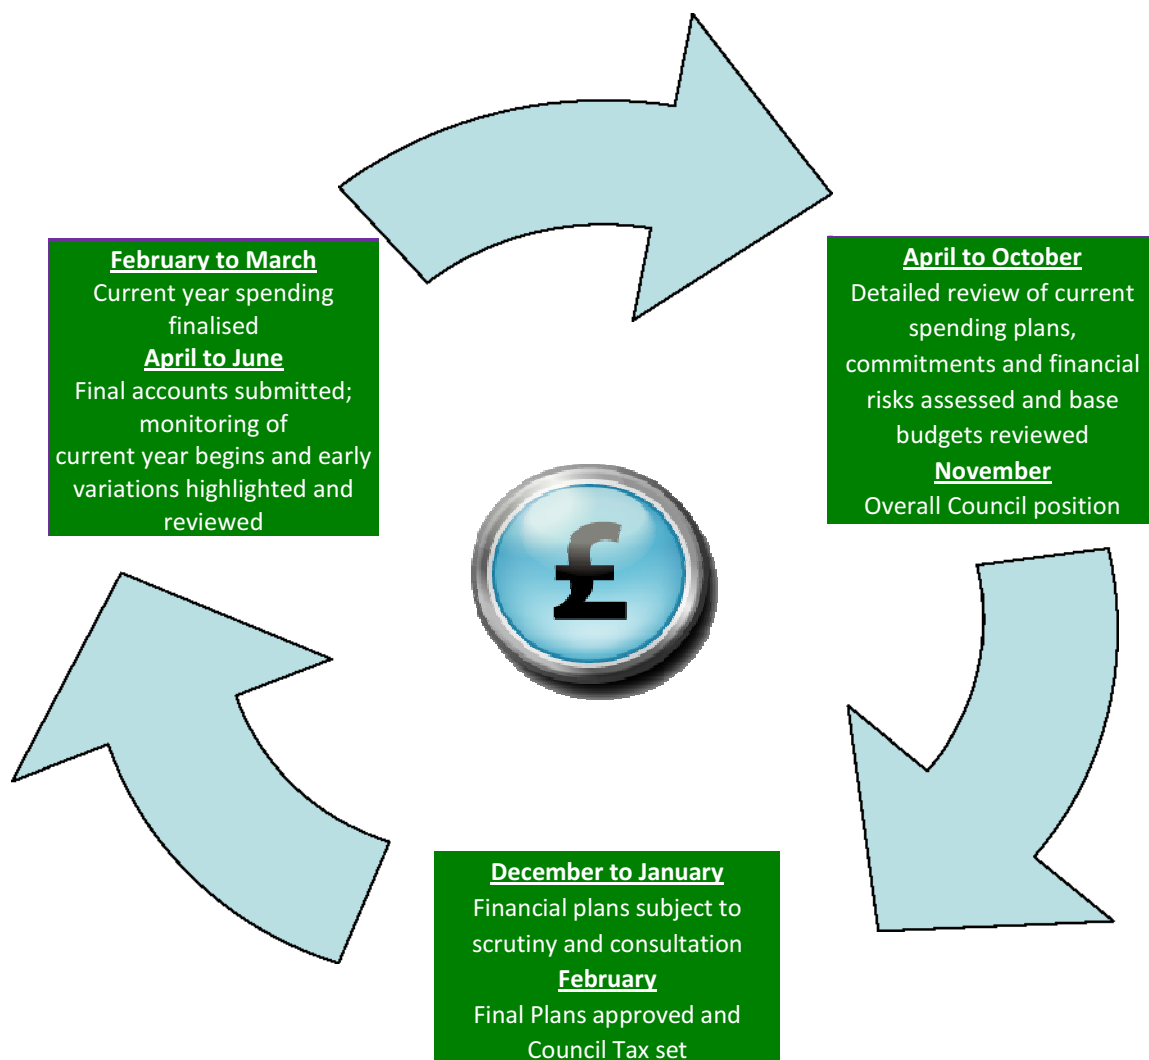 February to March
Current year spending
finalised
April to June
Final accounts submitted;
monitoring of
current year begins and early
variations highlighted and
reviewed
April to October
Detailed review of current
spending plans,
commitments and financial
risks assessed and base
budgets reviewed
November
Overall Council position
£
December to January
Financial plans subject to
scrutiny and consultation
February
Final Plans approved and
Council Tax set